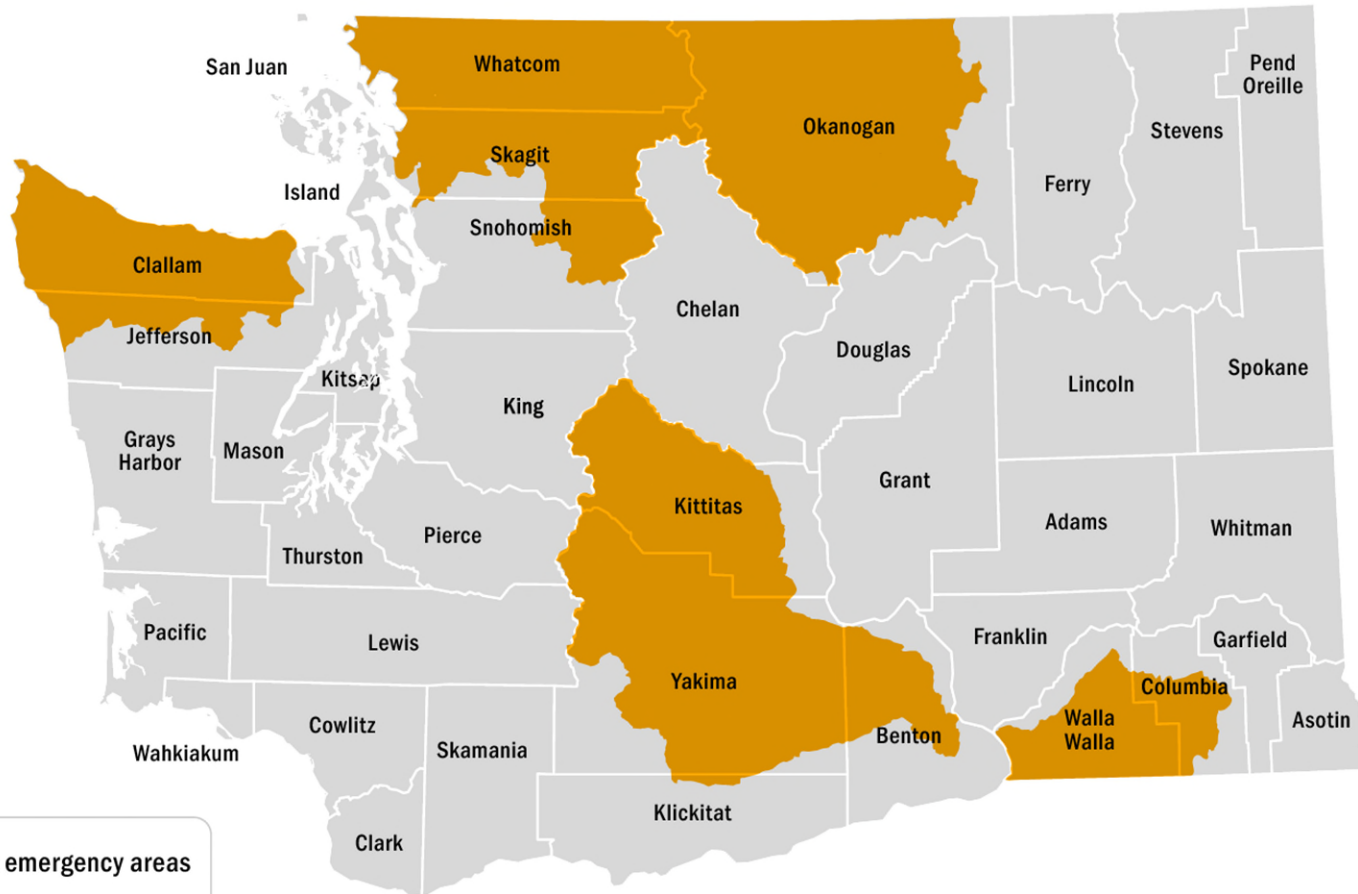 San Juan
Whatcom
Pend
Oreille
Okanogan
Stevens
Skagit
Ferry
Island
Snohomish
Clallam
Chelan
Jefferson
Douglas
Kitsap
Spokane
Lincoln
King
Grays
Harbor
Mason
Grant
Kittitas
Adams
Whitman
Pierce
Thurston
Pacific
Lewis
Franklin
Garfield
Yakima
Columbia
Walla
Walla
Asotin
Cowlitz
Benton
Wahkiakum
Skamania
Klickitat
Clark
emergency areas